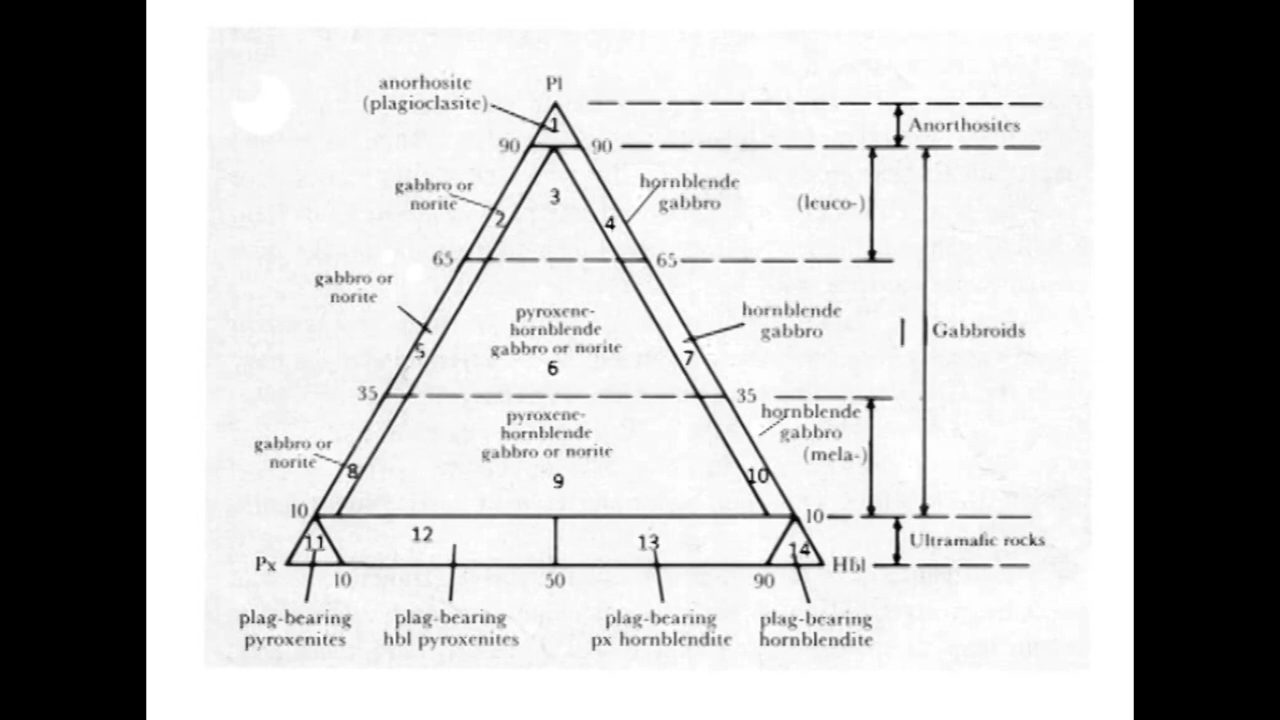 anorhosite
(plagioclasite)
Pl
1
Anorthosites
90
90
gabbro or
norite
2
3
hornblende
gabbro
4
(leuco-)
65
65
gabbro or
norite
5
pyroxene-
hornblende
gabbro or norite
6
hornblende
gabbro
7
Gabbroids
35
35
pyroxene-
hornblende
gabbro or norite
9
hornblende
gabbro
(mela-)
gabbro or
norite
8
10
10
10
11
12
13
14
Ultramafic rocks
Px
Hbl
10
50
90
plag-bearing
pyroxenites
plag-bearing
hbl pyroxenites
plag-bearing
px hornblendite
plag-bearing
hornblendite